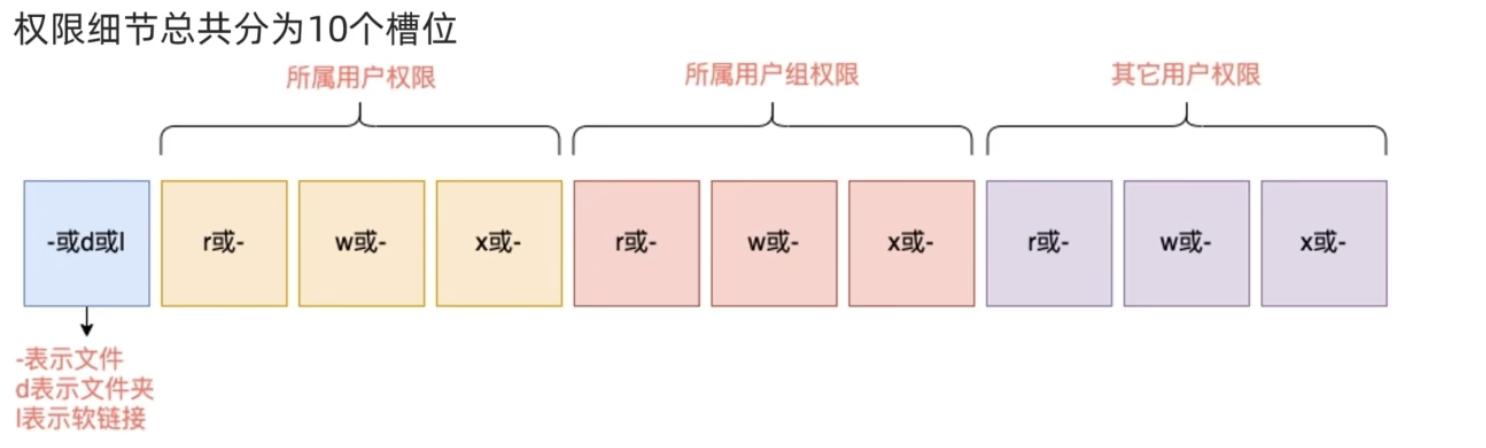 权限细节总共分为10个槽位
所属用户权限
所属用户组权限
其它用户权限
-或d或l
r或-
w或-
x或-
r或-
w或-
x或-
r或-
w或-
x或-
-表示文件
d表示文件夹
l表示软链接